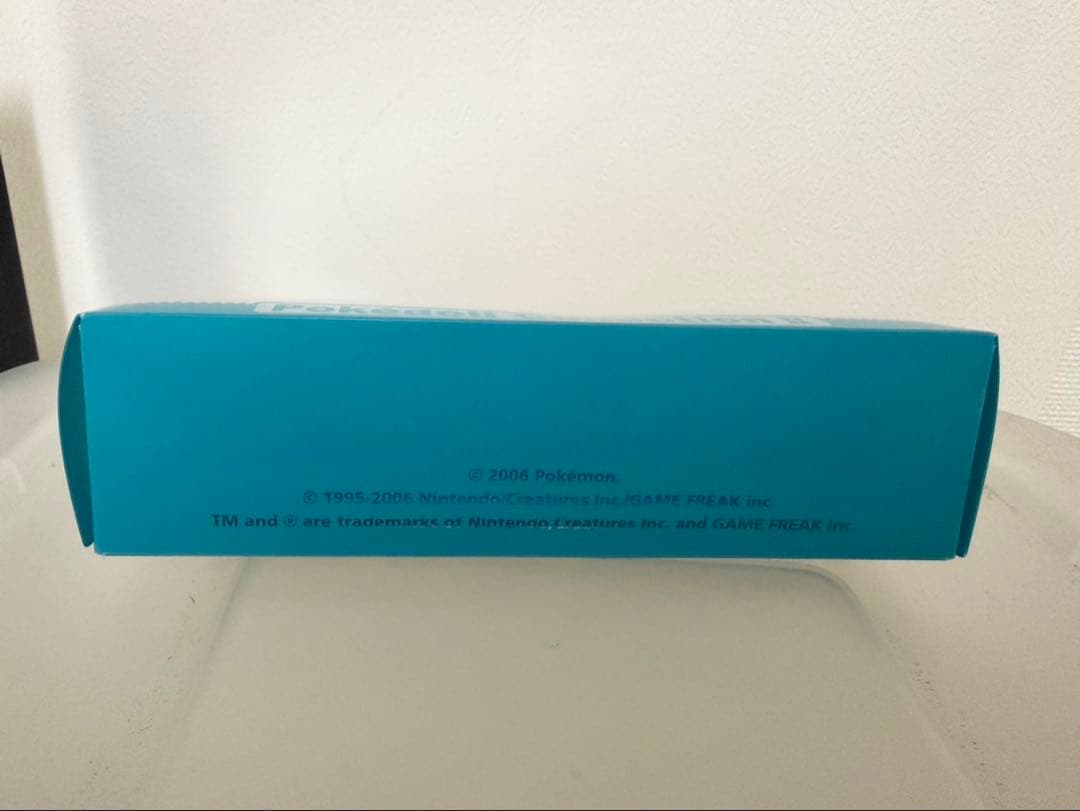 Pokedoll
© 2006 Pokémon.
© 1995-2006 Nintendo/Creatures Inc./GAME FREAK inc.
TM and ® are trademarks of Nintendo,Creatures Inc. and GAME FREAK inc.